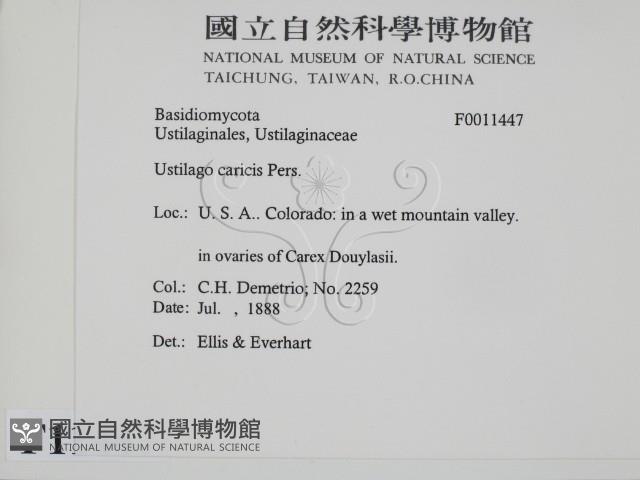 國立自然科學博物館
NATIONAL MUSEUM OF NATURAL SCIENCE
TAICHUNG, TAIWAN, R.O.CHINA
Basidiomycota F0011447
Ustilaginales, Ustilaginaceae
Ustilago caricis Pers.
Loc.: U. S. A.. Colorado: in a wet mountain valley.
in ovaries of Carex Douylasii.
Col.: C.H. Demetrio; No. 2259
Date: Jul. , 1888
Det.: Ellis & Everhart
國立自然科學博物館
NATIONAL MUSEUM OF NATURAL SCIENCE